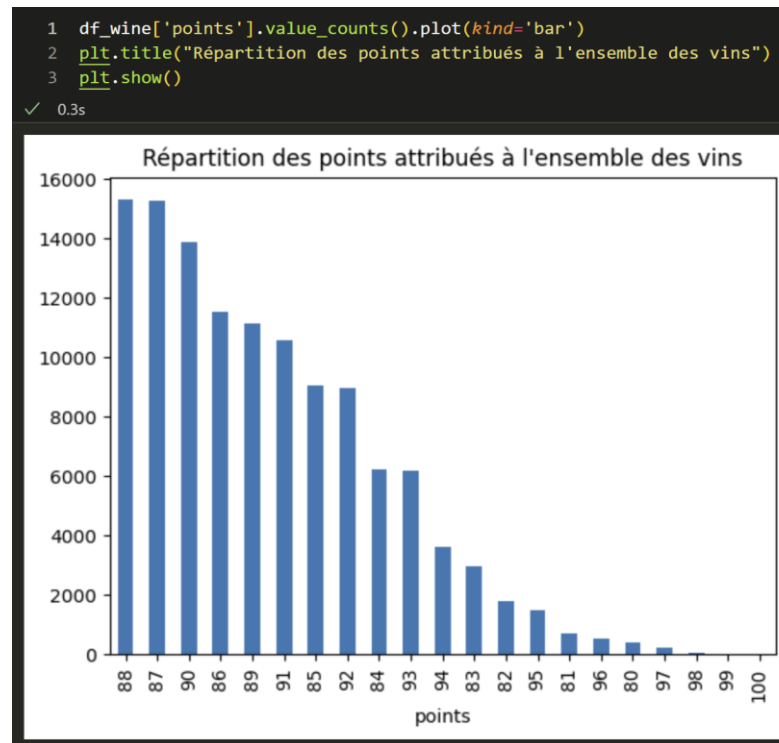 1 df_wine['points'].value_counts().plot(kind='bar')
2 plt.title("Répartition des points attribués à l'ensemble des vins")
3 plt.show()
✓ 0.3s
Répartition des points attribués à l'ensemble des vins
16000
14000
12000
10000
8000
6000
4000
2000
0
88 87 90 86 89 91 85 92 84 93 94 83 82 95 81 96 80 97 98 99 100
points